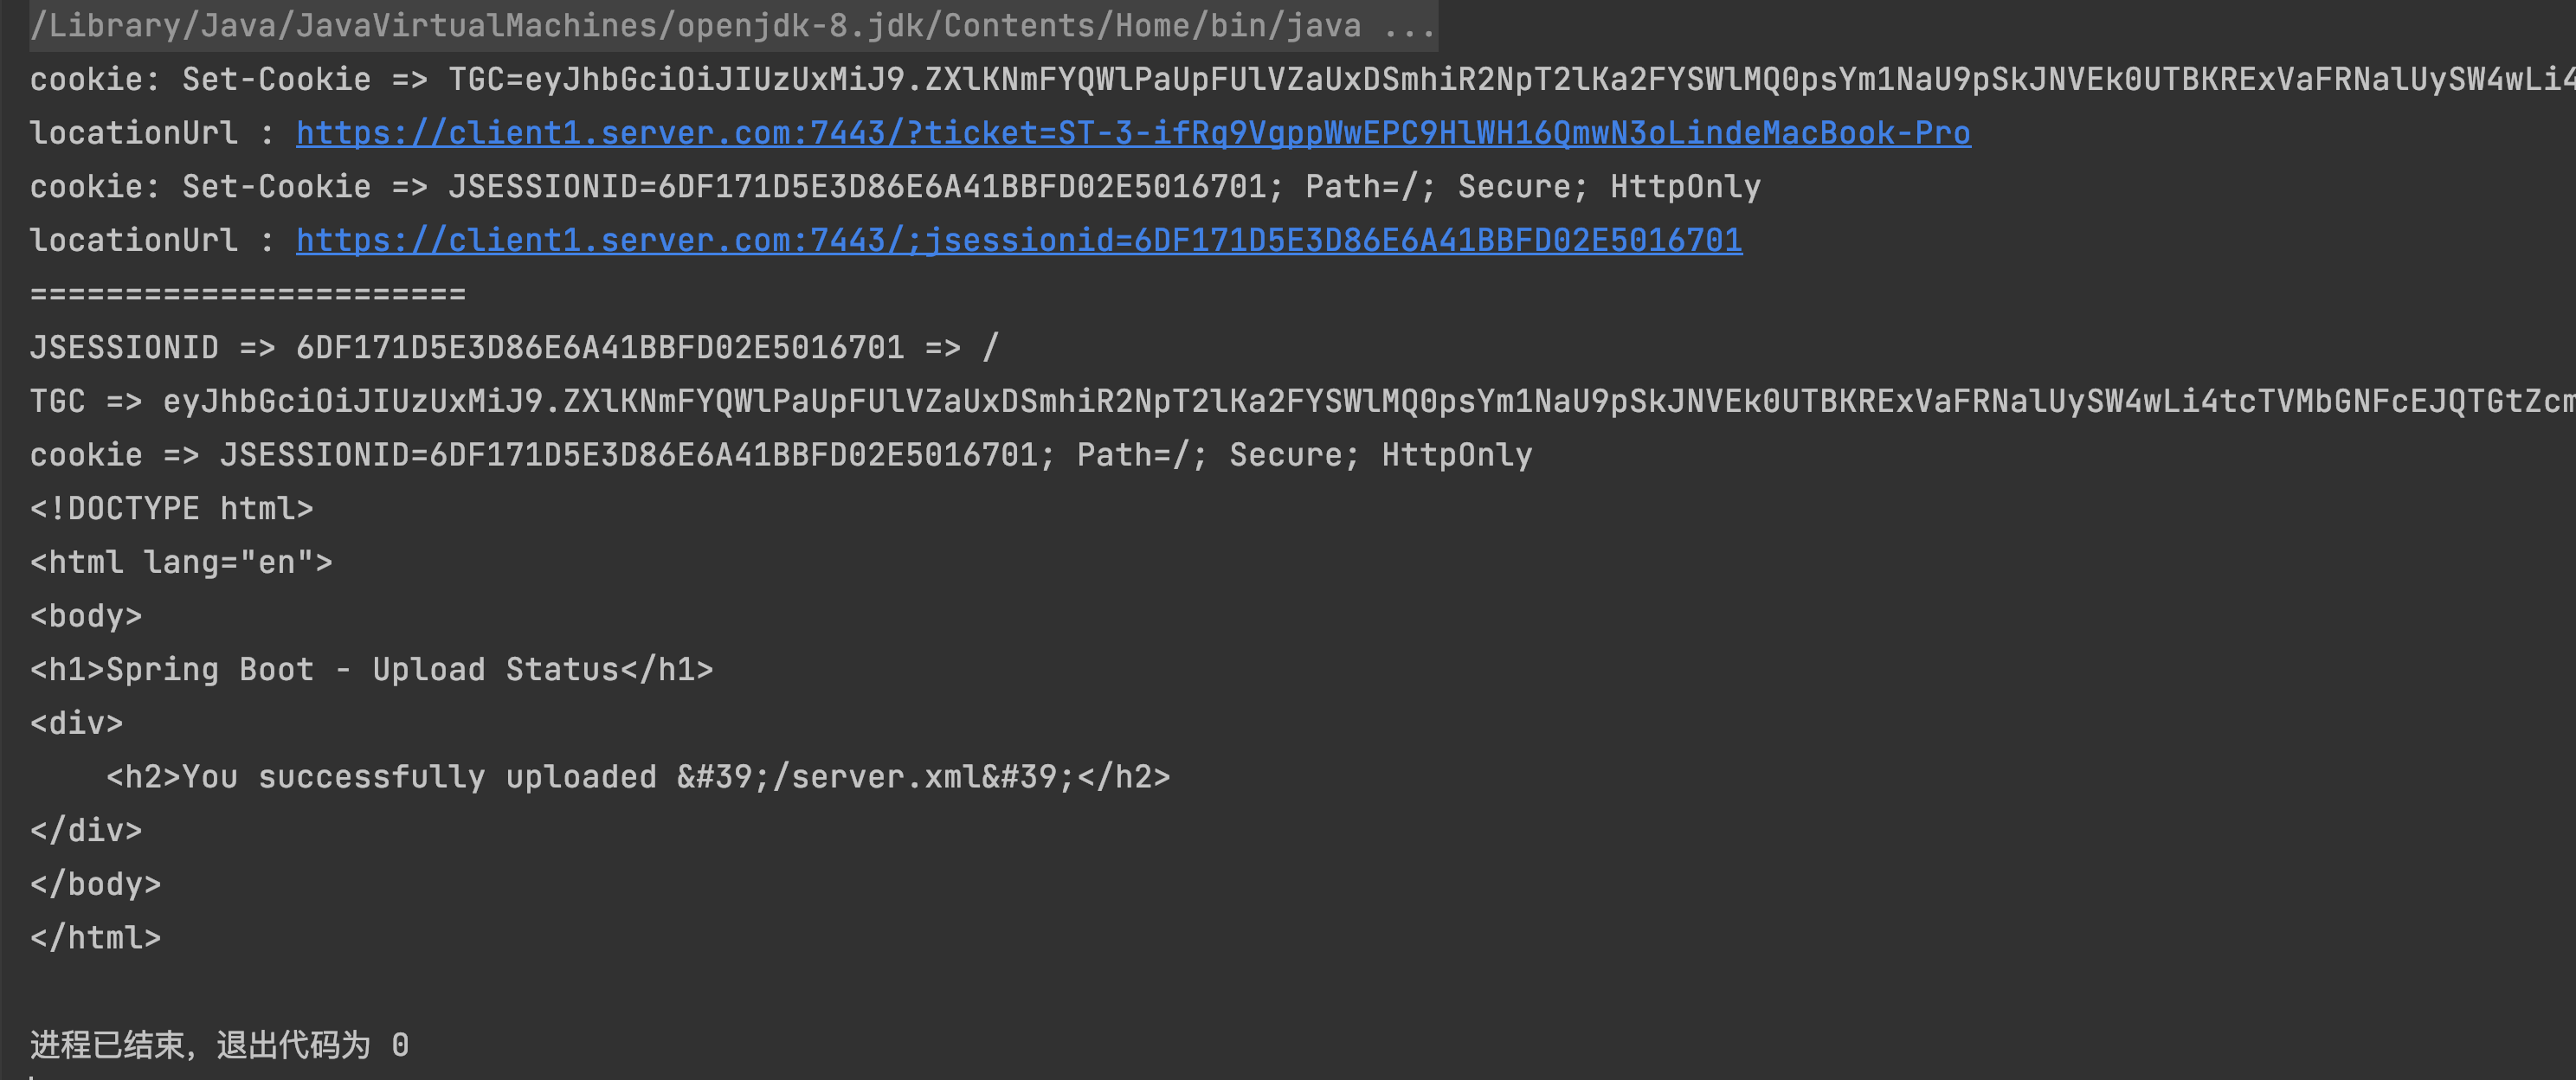 /Library/Java/JavaVirtualMachines/openjdk-8.jdk/Contents/Home/bin/java ...
cookie: Set-Cookie => TGC=eyJhbGciOiJIUzUxMiJ9.ZXlKNmFYQWlPaUpFUlVZaUxDSmhiR2NpT2lKa2FYSWlMQ0psYm1NaU9pSkJNVEk0UTBKRExVaFRNalUySW4wLi4
locationUrl : https://client1.server.com:7443/?ticket=ST-3-ifRq9VgppWwEPC9HlWH16QmwN3oLindeMacBook-Pro
cookie: Set-Cookie => JSESSIONID=6DF171D5E3D86E6A41BBFD02E5016701; Path=/; Secure; HttpOnly
locationUrl : https://client1.server.com:7443/;jsessionid=6DF171D5E3D86E6A41BBFD02E5016701
=======================
JSESSIONID => 6DF171D5E3D86E6A41BBFD02E5016701 => /
TGC => eyJhbGciOiJIUzUxMiJ9.ZXlKNmFYQWlPaUpFUlVZaUxDSmhiR2NpT2lKa2FYSWlMQ0psYm1NaU9pSkJNVEk0UTBKRExVaFRNalUySW4wLi4tcTVMbGNFcEJQTGtZcm
cookie => JSESSIONID=6DF171D5E3D86E6A41BBFD02E5016701; Path=/; Secure; HttpOnly
<!DOCTYPE html>
<html lang="en">
<body>
<h1>Spring Boot - Upload Status</h1>
<div>
    <h2>You successfully uploaded &#39;/server.xml&#39;</h2>
</div>
</body>
</html>
进程已结束，退出代码为 0